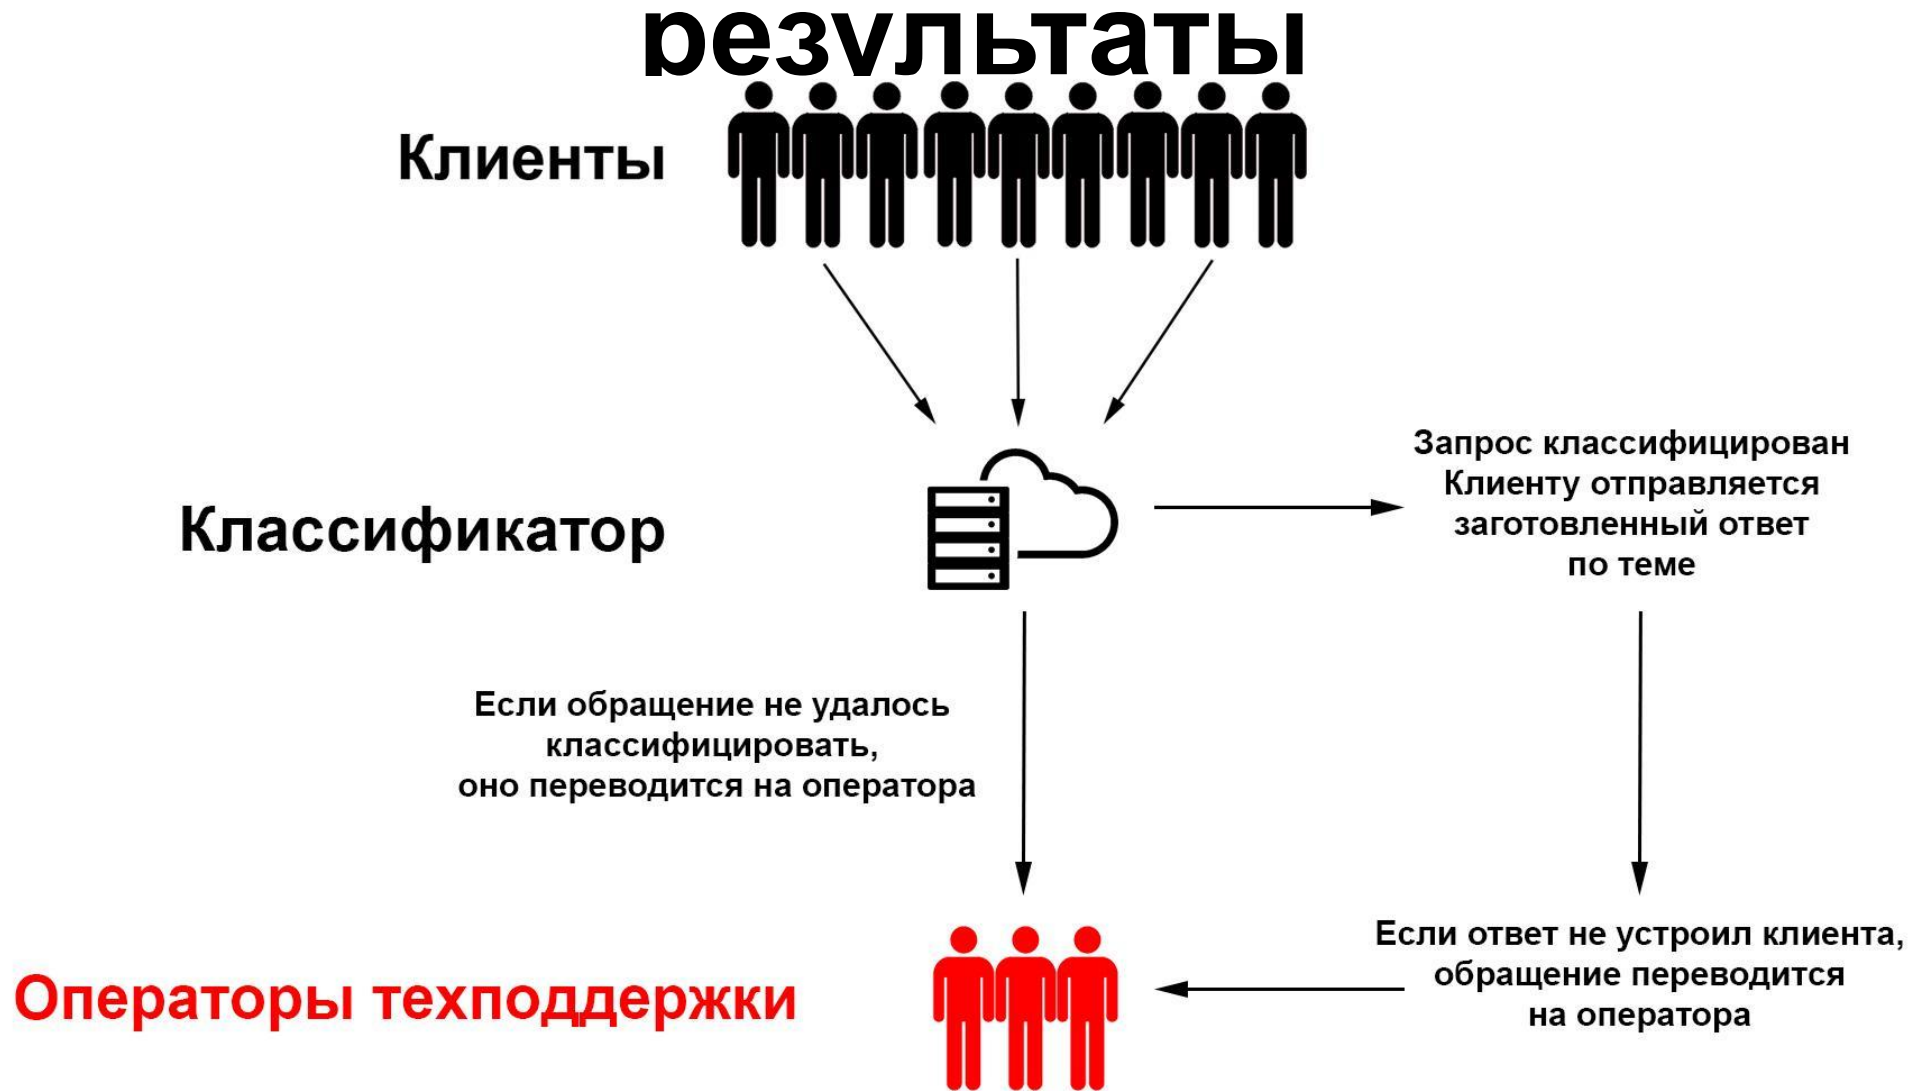 результаты
Клиенты
Запрос классифицирован
Клиенту отправляется
заготовленный ответ
по теме
Классификатор
Если обращение не удалось
классифицировать,
оно переводится на оператора
Если ответ не устроил клиента,
обращение переводится
на оператора
Операторы техподдержки